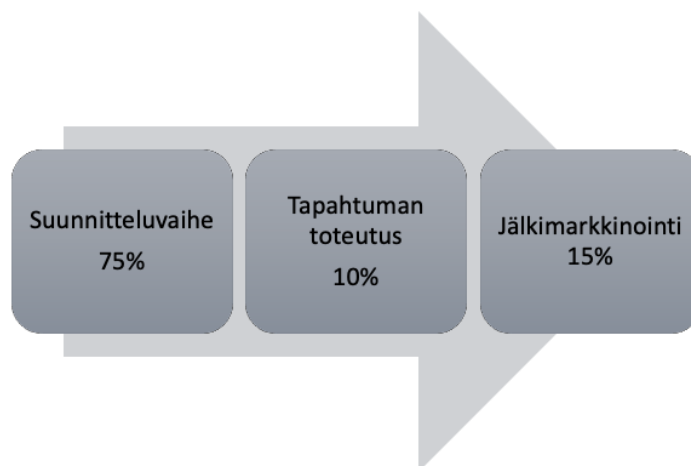 Suunnitteluvaihe
75%
Tapahtuman
toteutus
10%
Jälkimarkkinointi
15%